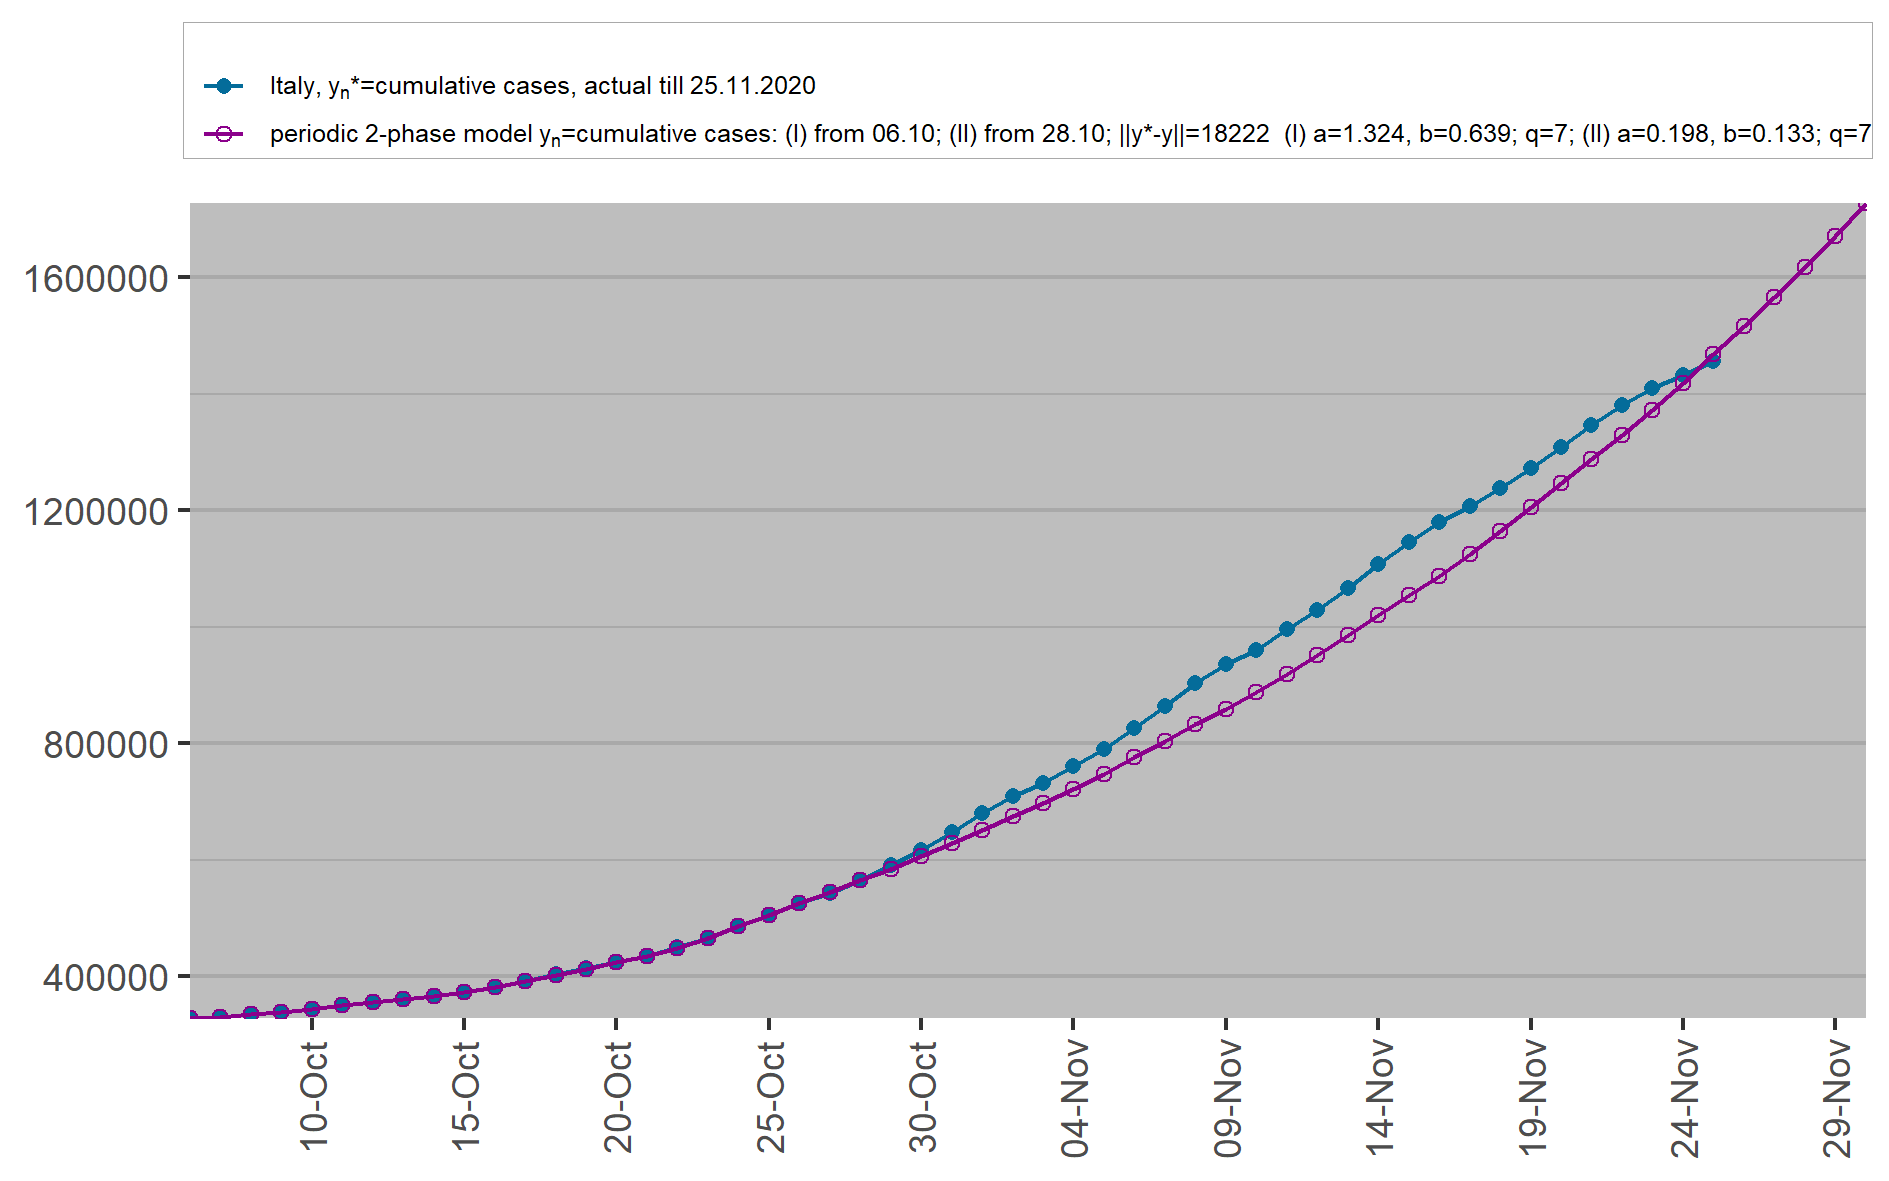 Italy, yn*=cumulative cases, actual till 25.11.2020
periodic 2-phase model yn=cumulative cases: (I) from 06.10; (II) from 28.10; ||y*-y||=18222  (I) a=1.324, b=0.639; q=7; (II) a=0.198, b=0.133; q=7
1600000
1200000
800000
400000
10-Oct
15-Oct
20-Oct
25-Oct
30-Oct
04-Nov
09-Nov
14-Nov
19-Nov
24-Nov
29-Nov